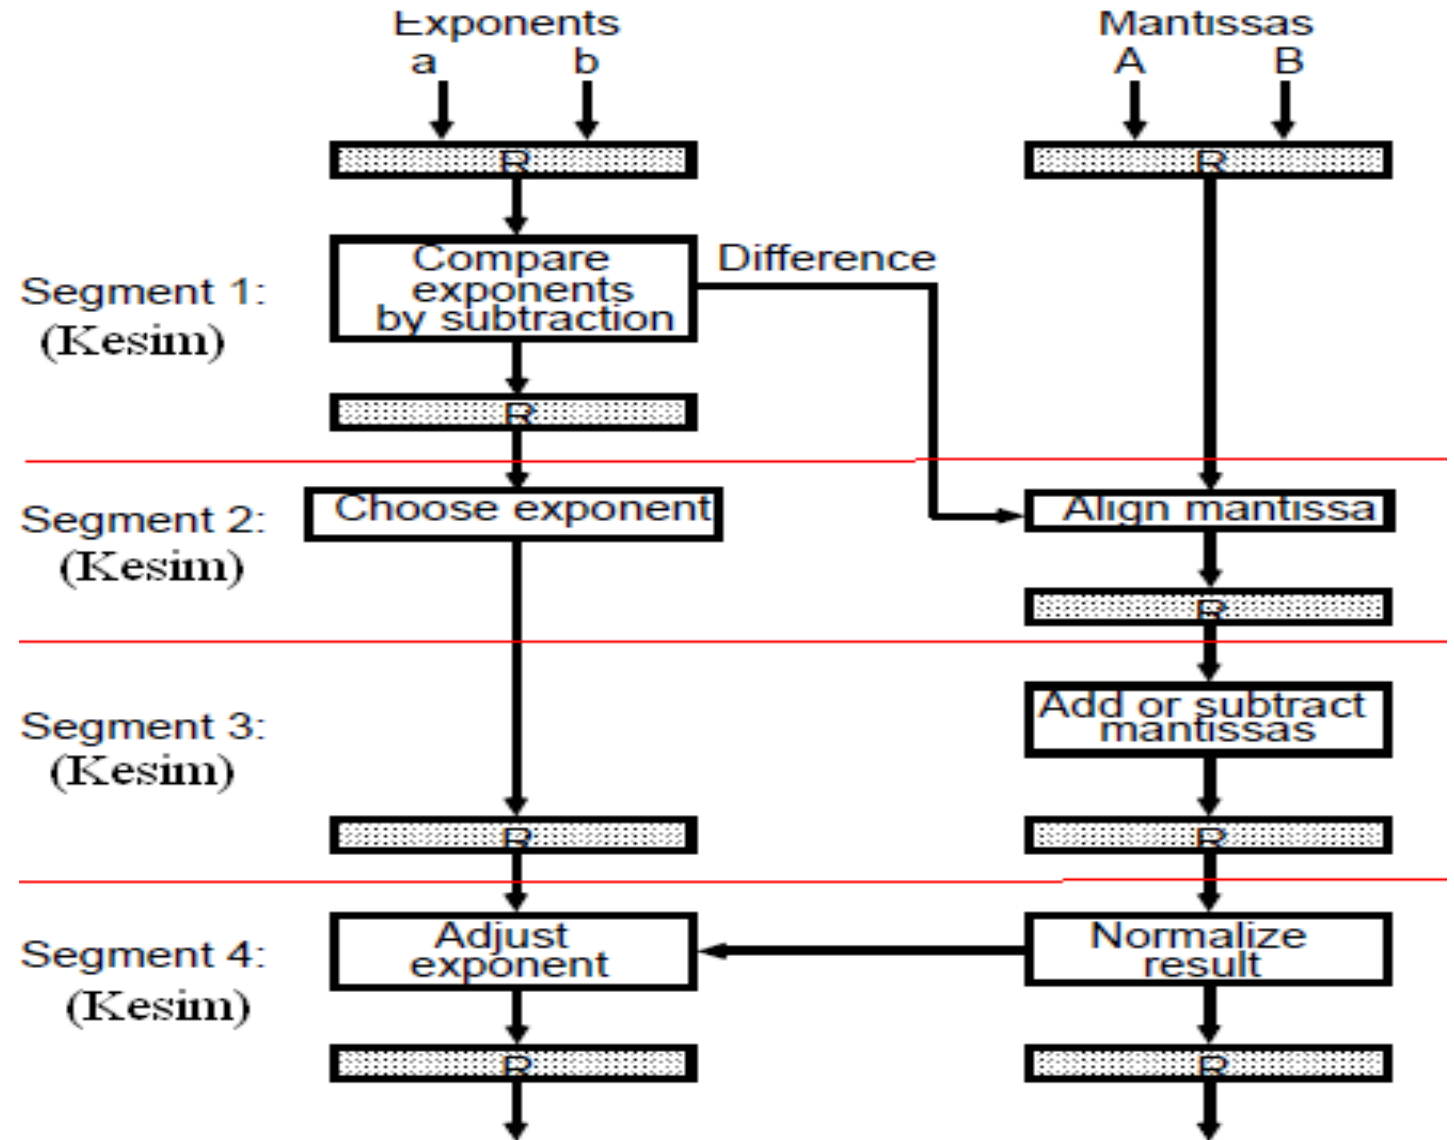 Exponents
a b
Mantissas
A B
R
R
Segment 1:
(Kesim)
Compare
exponents
by subtraction
Difference
R
Segment 2:
(Kesim)
Choose exponent
Align mantissa
R
Segment 3:
(Kesim)
Add or subtract
mantissas
R
R
Segment 4:
(Kesim)
Adjust
exponent
Normalize
result
R
R